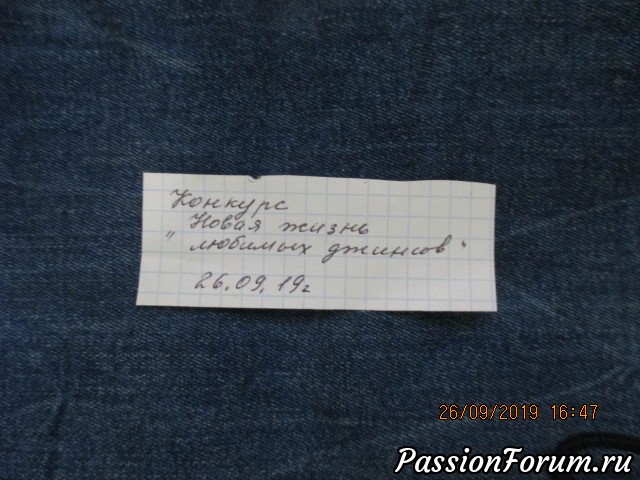 Конкурс
Новая жизнь
„ любимых джинсов“
26.09.19г
26/09/2019 16:47
PassionForum.ru